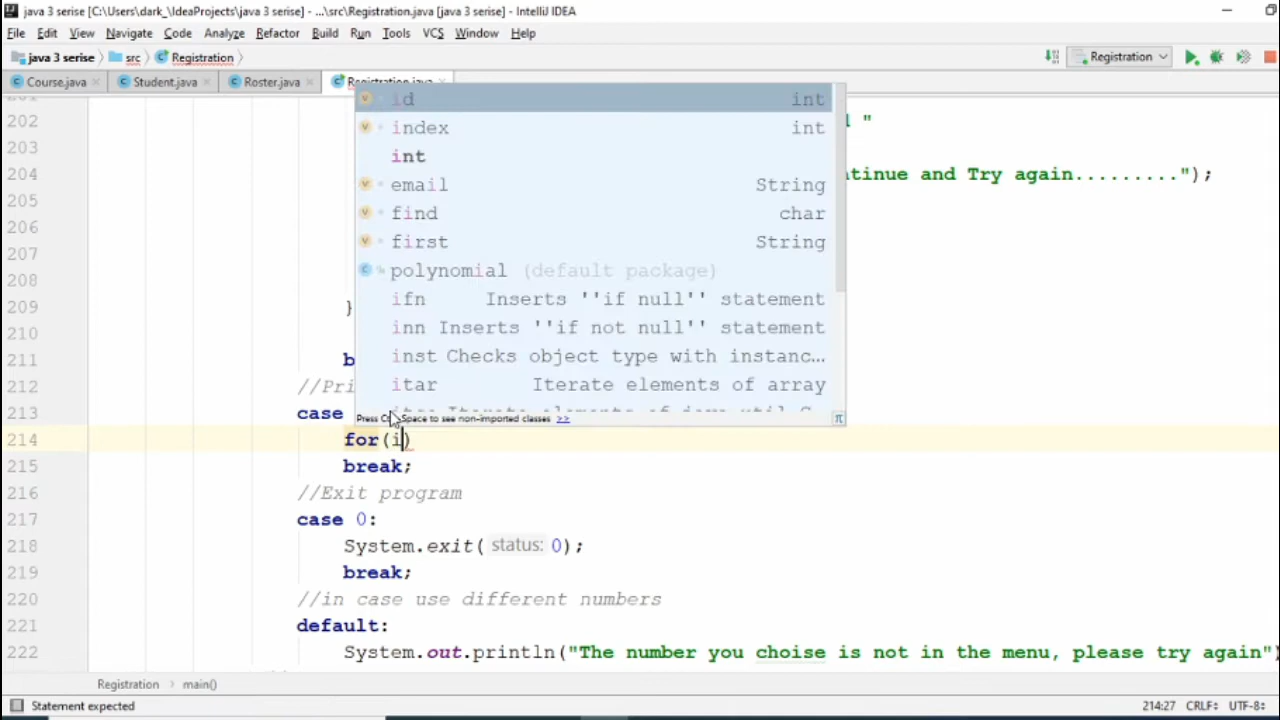 java 3 serise [C:\Users\dark_\IdeaProjects\java 3 serise] - ...\src\Registration.java [java 3 serise] - IntelliJ IDEA
File Edit View Navigate Code Analyze Refactor Build Run Tools VCS Window Help
java 3 serise src Registration Registration
Course.java Student.java Roster.java Registration.java
id int
202 "
index int
203
int
204 tinue and Try again.........");
email String
205
find char
206
first String
207
polynomial (default package)
208
ifn Inserts ''if null'' statement
209 }
inn Inserts ''if not null'' statement
210
inst Checks object type with instanc...
211 b
itar Iterate elements of array
212 //Pri
213 case
Space to see non-imported classes >> π
214 for(i)
215 break;
216 //Exit program
217 case 0:
218 System.exit( status: 0);
219 break;
220 //in case use different numbers
221 default:
222 System.out.println("The number you choise is not in the menu, please try again")
Registration main()
Statement expected 214:27 CRLF UTF-8